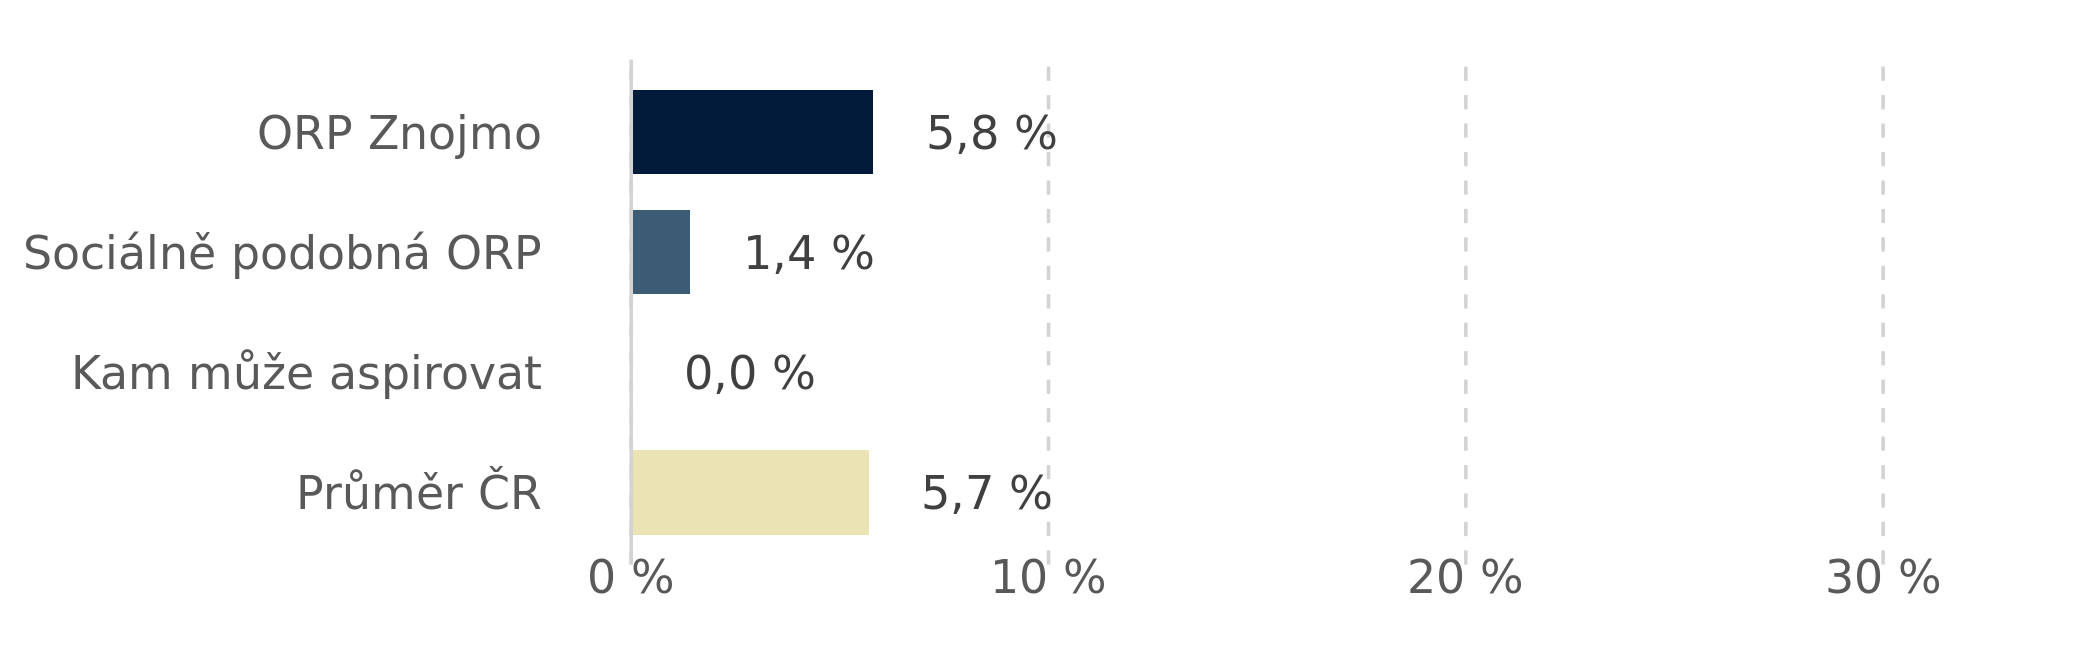 ORP Znojmo 5,8 %
Sociálně podobná ORP 1,4 %
Kam může aspirovat 0,0 %
Průměr ČR 5,7 %
0 % 10 % 20 % 30 %